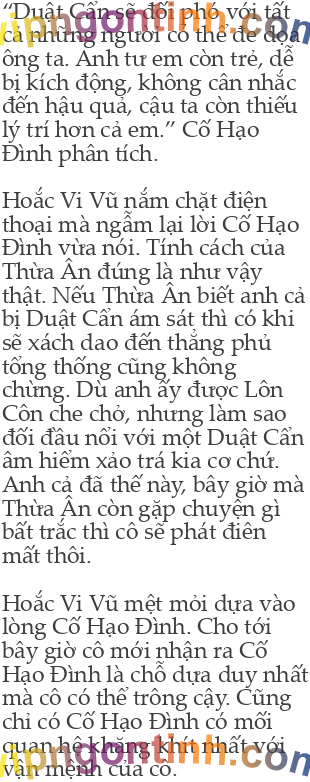 “Duật Cẩn sẽ đối phó với tất
cả những người có thể đe dọa
ông ta. Anh tư em còn trẻ, dễ
bị kích động, không cân nhắc
đến hậu quả, cậu ta còn thiếu
lý trí hơn cả em.” Cố Hạo
Đình phân tích.
Hoắc Vi Vũ nắm chặt điện
thoại mà ngẫm lại lời Cố Hạo
Đình vừa nói. Tính cách của
Thừa Ân đúng là như vậy
thật. Nếu Thừa Ân biết anh cả
bị Duật Cẩn ám sát thì có khi
sẽ xách dao đến thẳng phủ
tổng thống cũng không
chừng. Dù anh ấy được Lôn
Côn che chở, nhưng làm sao
đối đầu nổi với một Duật Cẩn
âm hiểm xảo trá kia cơ chứ.
Anh cả đã thế này, bây giờ mà
Thừa Ân còn gặp chuyện gì
bất trắc thì cô sẽ phát điên
mất thôi.
Hoắc Vi Vũ mệt mỏi dựa vào
lòng Cố Hạo Đình. Cho tới
bây giờ cô mới nhận ra Cố
Hạo Đình là chỗ dựa duy nhất
mà cô có thể trông cậy. Cũng
chỉ có Cố Hạo Đình có mối
quan hệ khăng khít nhất với
vận mệnh của cô.
vipngontinh.com
vipngontinh.com